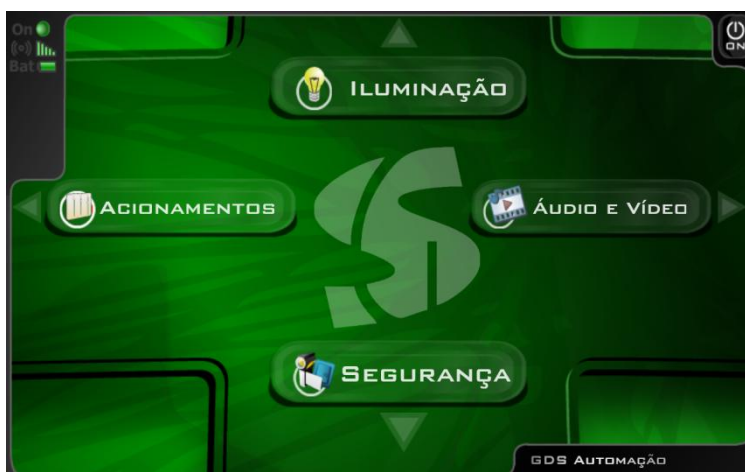 On
Bat
ON
Iluminação
Acionamentos
Áudio e Vídeo
Segurança
GDS Automação